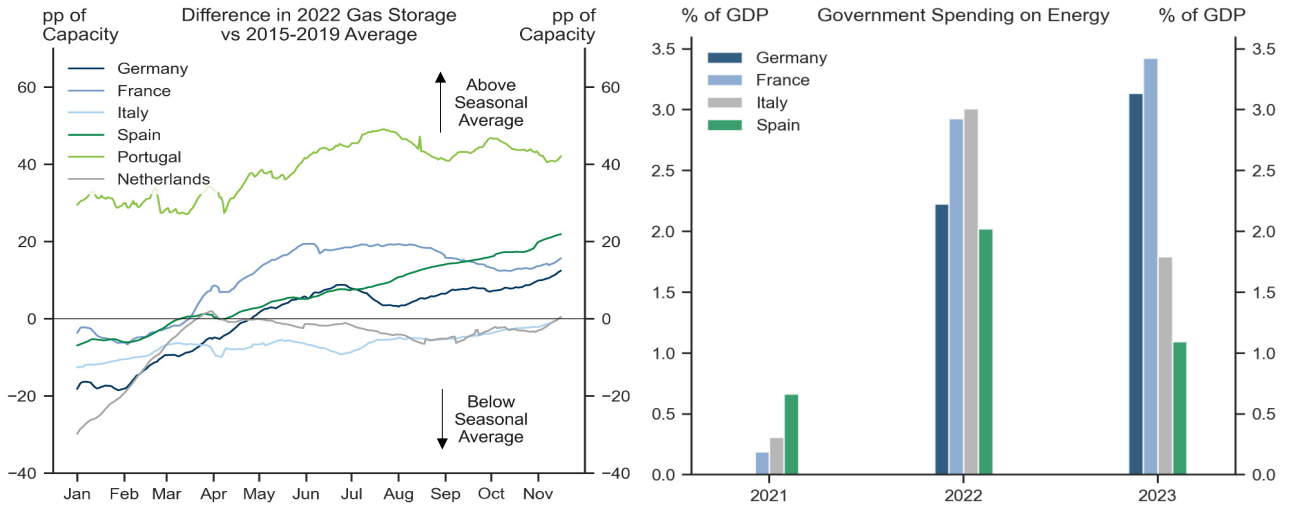 pp of
Capacity
Difference in 2022 Gas Storage
vs 2015-2019 Average
pp of
Capacity
Germany
France
Italy
Spain
Portugal
Netherlands
Above
Seasonal
Average
Below
Seasonal
Average
60
40
20
0
−20
−40
60
40
20
0
−20
−40
Jan Feb Mar Apr May Jun Jul Aug Sep Oct Nov
% of GDP
Government Spending on Energy
% of GDP
Germany
France
Italy
Spain
3.5
3.0
2.5
2.0
1.5
1.0
0.5
0.0
3.5
3.0
2.5
2.0
1.5
1.0
0.5
0.0
2021 2022 2023